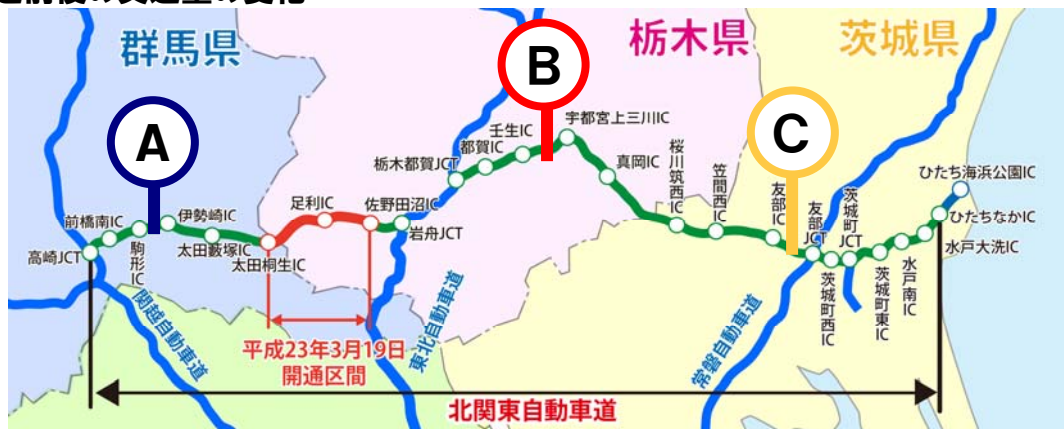 群馬県
栃木県
茨城県
A
B
C
高崎JCT
前橋南IC
駒形IC
伊勢崎IC
太田藪塚IC
太田桐生IC
足利IC
佐野田沼IC
岩舟JCT
栃木都賀JCT
都賀IC
壬生IC
宇都宮上三川IC
真岡IC
桜川筑西IC
笠間西IC
友部IC
友部JCT
茨城町西IC
茨城町JCT
茨城町東IC
水戸南IC
水戸大洗IC
ひたちなかIC
ひたち海浜公園IC
関越自動車道
東北自動車道
常磐自動車道
平成23年3月19日
開通区間
北関東自動車道